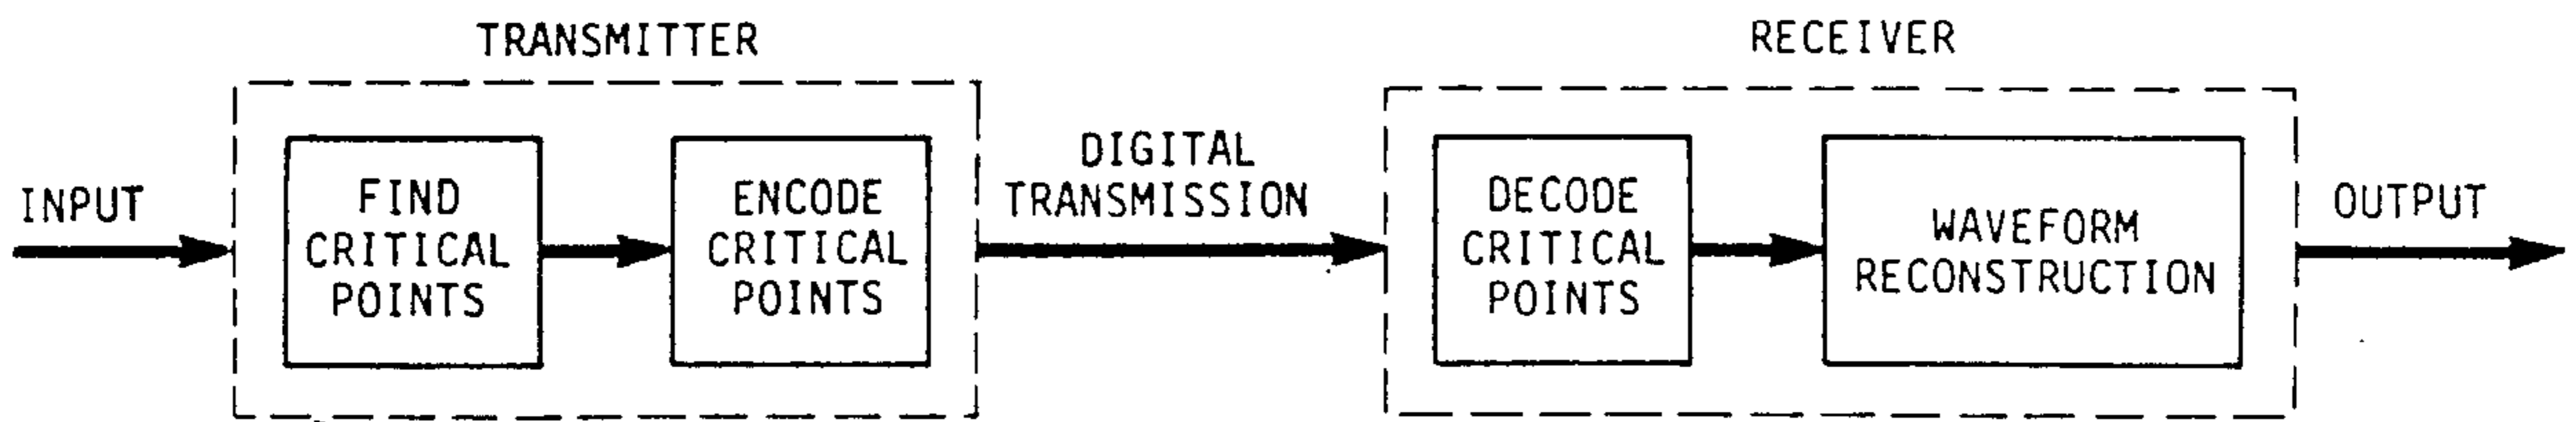 TRANSMITTER
RECEIVER
INPUT
FIND
CRITICAL
POINTS
ENCODE
CRITICAL
POINTS
DIGITAL
TRANSMISSION
DECODE
CRITICAL
POINTS
WAVEFORM
RECONSTRUCTION
OUTPUT